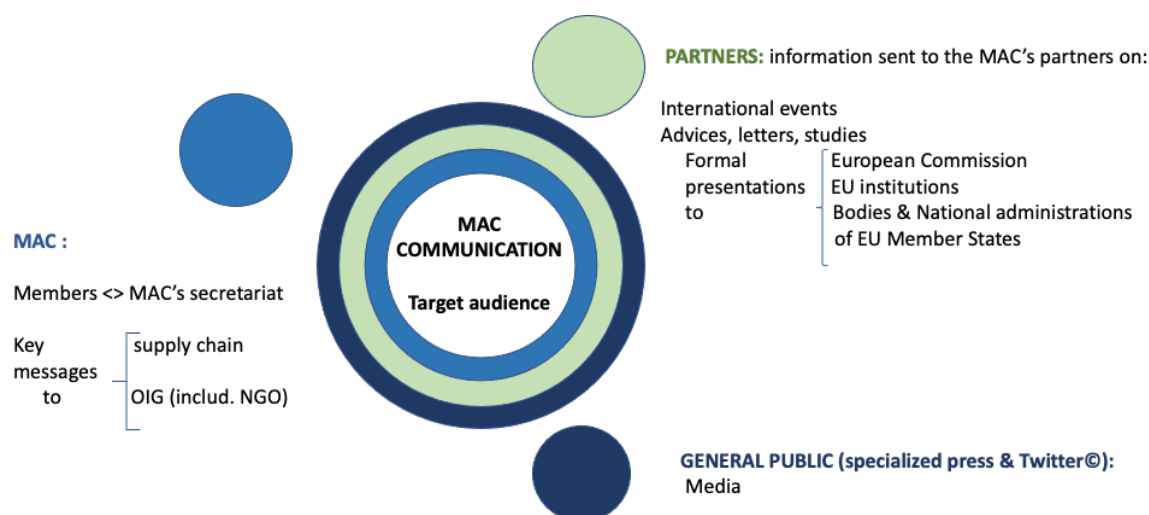 PARTNERS: information sent to the MAC's partners on:
International events
Advices, letters, studies
Formal
presentations
to
European Commission
EU institutions
Bodies & National administrations
of EU Member States
MAC
COMMUNICATION
Target audience
MAC :
Members <> MAC's secretariat
Key
messages
to
supply chain
OIG (includ. NGO)
GENERAL PUBLIC (specialized press & Twitter©):
Media